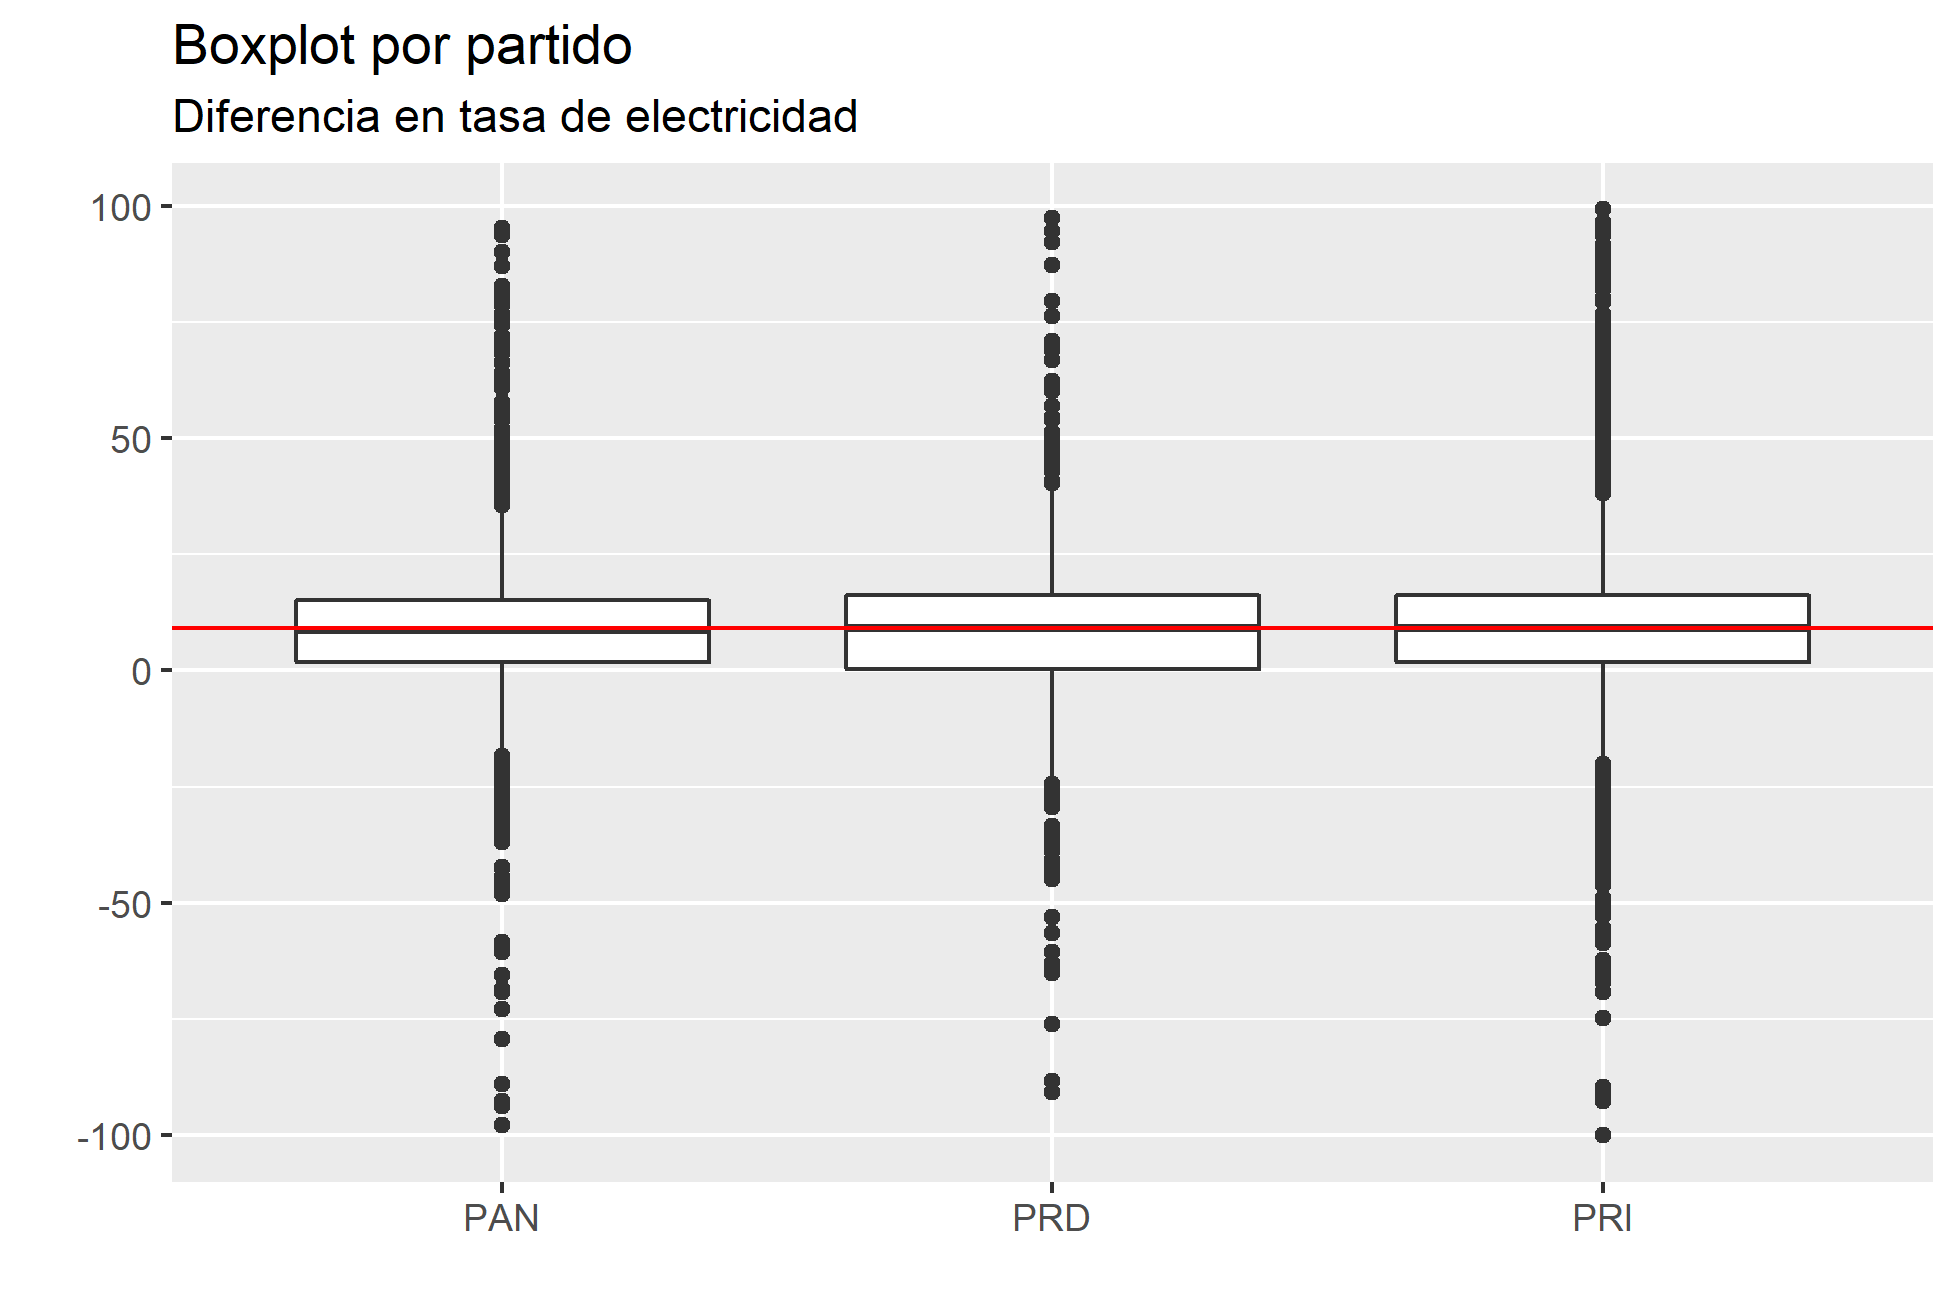 Boxplot por partido
Diferencia en tasa de electricidad
100
50
0
-50
-100
PAN PRD PRI